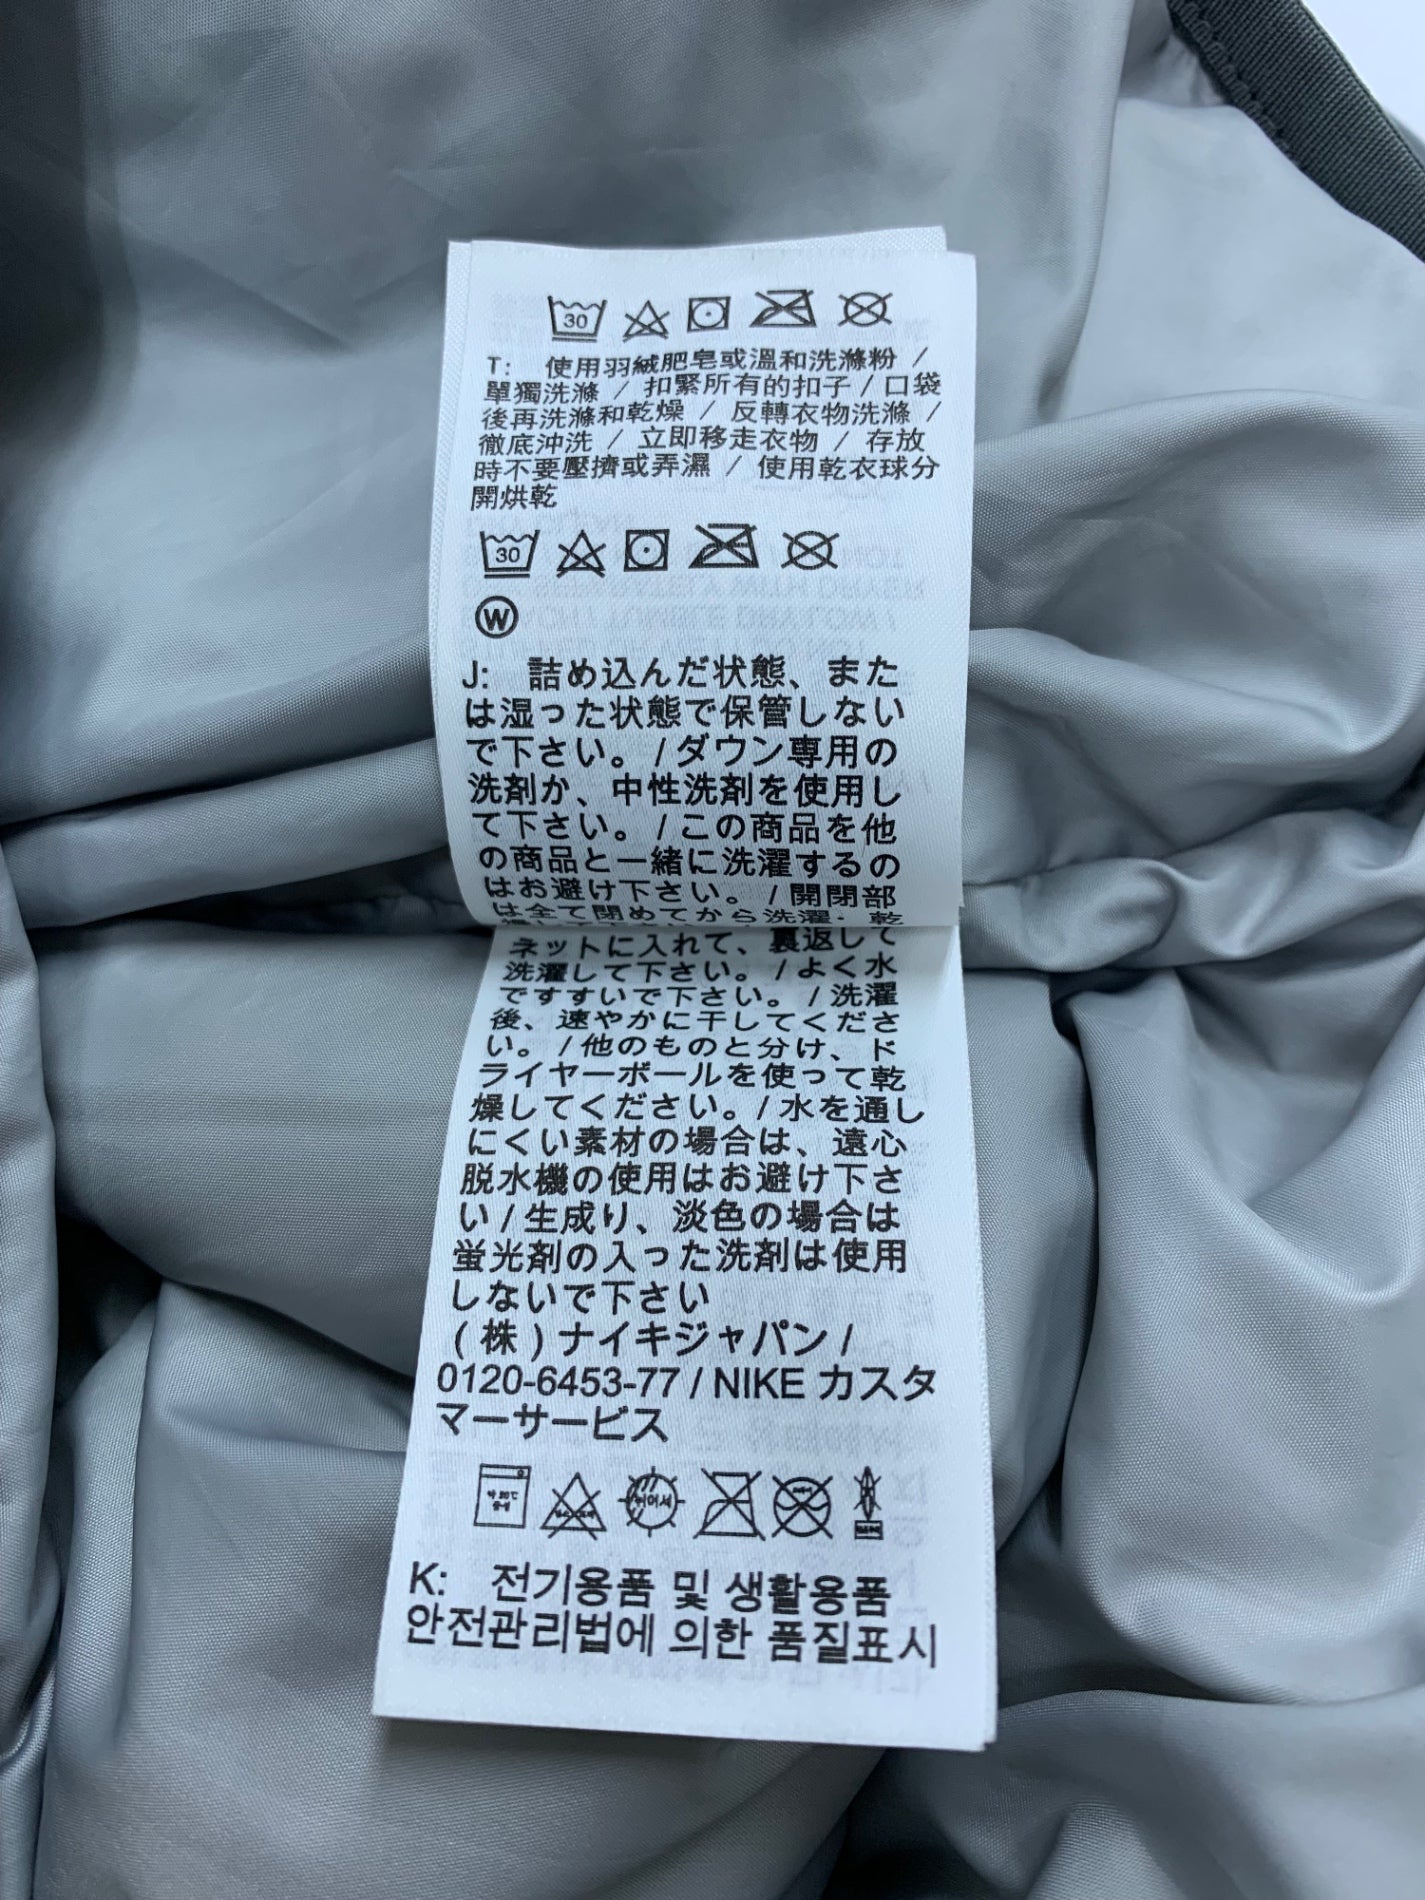 30
T: 使用羽絨肥皂或溫和洗滌粉 /
單獨洗滌 / 扣緊所有的扣子 / 口袋
後再洗滌和乾燥 / 反轉衣物洗滌 /
徹底沖洗 / 立即移走衣物 / 存放
時不要壓擠或弄濕 / 使用乾衣球分
開烘乾
30
W
J: 詰め込んだ状態、また
は湿った状態で保管しない
で下さい。/ダウン専用の
洗剤か、中性洗剤を使用し
て下さい。/この商品を他
の商品と一緒に洗濯するの
はお避け下さい。/開閉部
は全て閉めてから洗濯・乾
ネットに入れて、裏返して
洗濯して下さい。/よく水
ですすいで下さい。/洗濯
後、速やかに干してくださ
い。/他のものと分け、ド
ライヤーボールを使って乾
燥してください。/水を通し
にくい素材の場合は、遠心
脱水機の使用はお避け下さ
い/生成り、淡色の場合は
蛍光剤の入った洗剤は使用
しないで下さい
(株)ナイキジャパン/
0120-6453-77 / NIKE カスタ
マーサービス
K: 전기용품 및 생활용품
안전관리법에 의한 품질표시